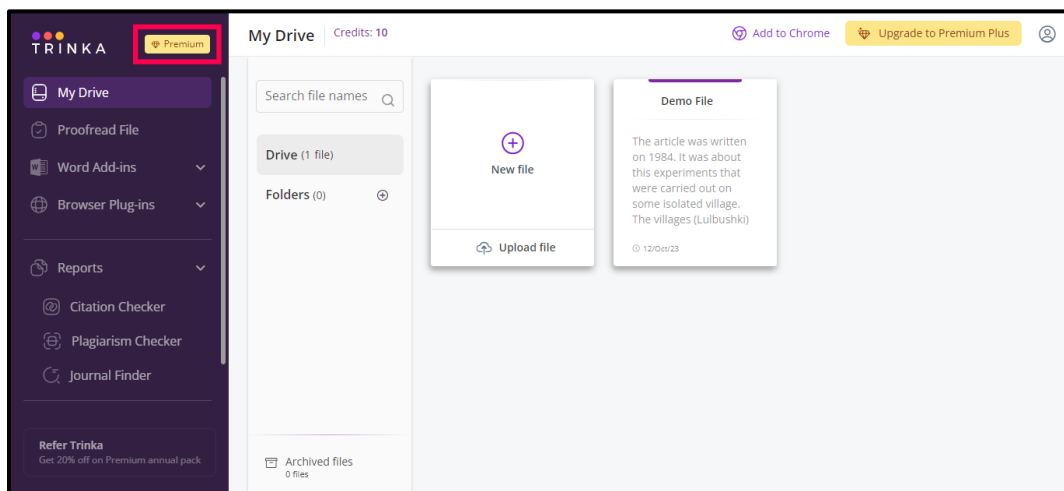 TRINKA
Premium
My Drive
Proofread File
Word Add-ins
Browser Plug-ins
Reports
Citation Checker
Plagiarism Checker
Journal Finder
Refer Trinka
Get 20% off on Premium annual pack
My Drive
Credits: 10
Add to Chrome
Upgrade to Premium Plus
Search file names
Drive (1 file)
Folders (0)
Archived files
0 files
New file
Upload file
Demo File
The article was written
on 1984. It was about
this experiments that
were carried out on
some isolated village.
The villages (Lulbushki)
12/Oct/23